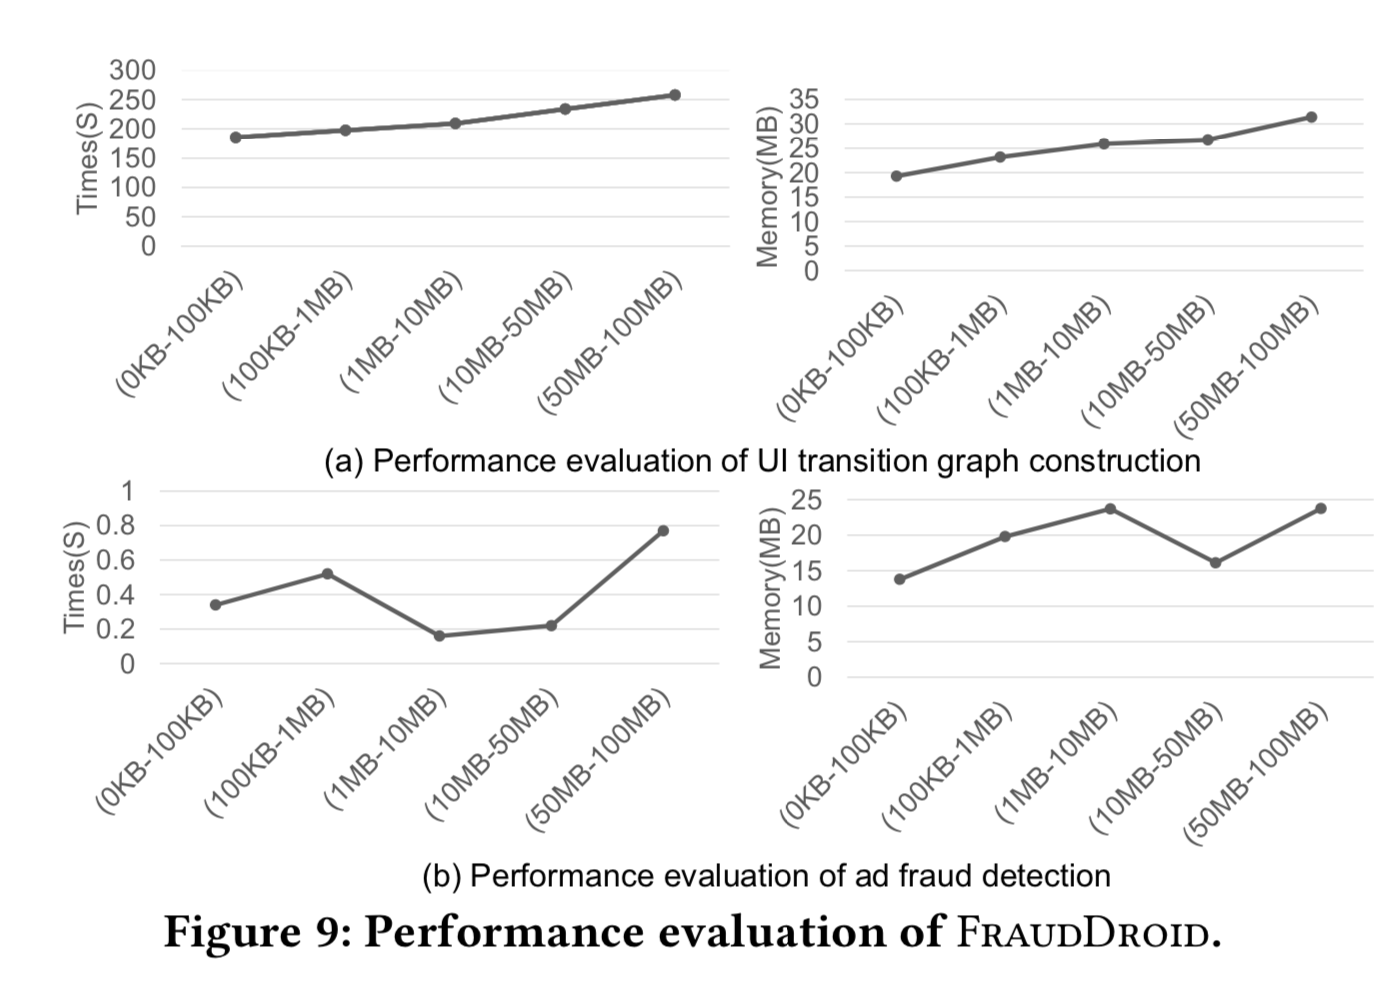 Times(S)
300
250
200
150
100
50
0
(0KB-100KB)
(100KB-1MB)
(1MB-10MB)
(10MB-50MB)
(50MB-100MB)
Memory(MB)
35
30
25
20
15
10
5
0
(0KB-100KB)
(100KB-1MB)
(1MB-10MB)
(10MB-50MB)
(50MB-100MB)
(a) Performance evaluation of UI transition graph construction
Times(S)
1
0.8
0.6
0.4
0.2
0
(0KB-100KB)
(100KB-1MB)
(1MB-10MB)
(10MB-50MB)
(50MB-100MB)
Memory(MB)
25
20
15
10
5
0
(0KB-100KB)
(100KB-1MB)
(1MB-10MB)
(10MB-50MB)
(50MB-100MB)
(b) Performance evaluation of ad fraud detection
Figure 9: Performance evaluation of FRAUDDROID.